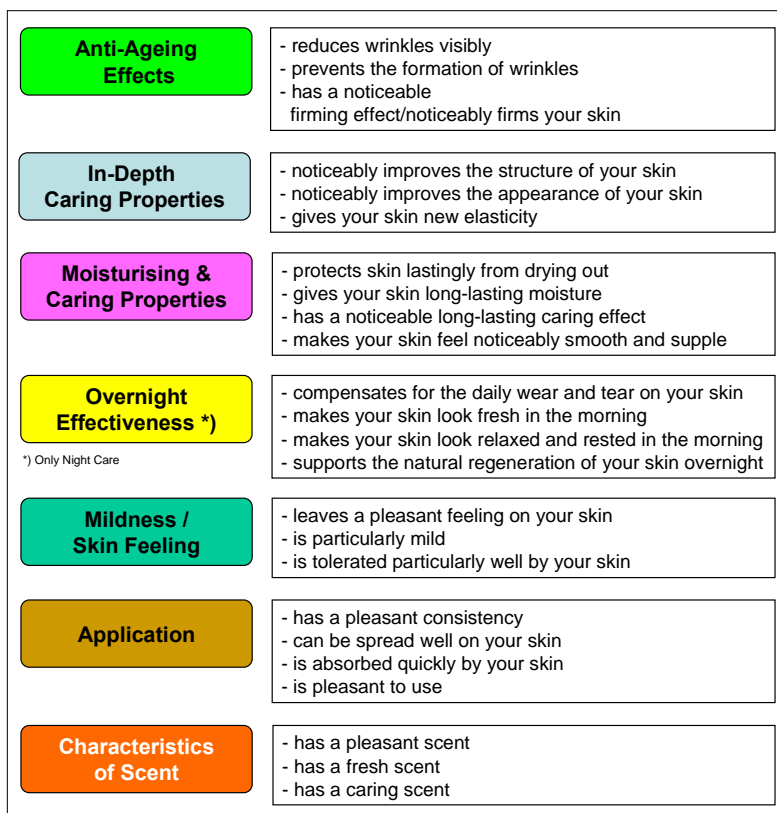 Anti-Ageing
Effects
- reduces wrinkles visibly
- prevents the formation of wrinkles
- has a noticeable
firming effect/noticeably firms your skin
In-Depth
Caring Properties
- noticeably improves the structure of your skin
- noticeably improves the appearance of your skin
- gives your skin new elasticity
Moisturising &
Caring Properties
- protects skin lastingly from drying out
- gives your skin long-lasting moisture
- has a noticeable long-lasting caring effect
- makes your skin feel noticeably smooth and supple
Overnight
Effectiveness *)
*) Only Night Care
- compensates for the daily wear and tear on your skin
- makes your skin look fresh in the morning
- makes your skin look relaxed and rested in the morning
- supports the natural regeneration of your skin overnight
Mildness /
Skin Feeling
- leaves a pleasant feeling on your skin
- is particularly mild
- is tolerated particularly well by your skin
Application
- has a pleasant consistency
- can be spread well on your skin
- is absorbed quickly by your skin
- is pleasant to use
Characteristics
of Scent
- has a pleasant scent
- has a fresh scent
- has a caring scent